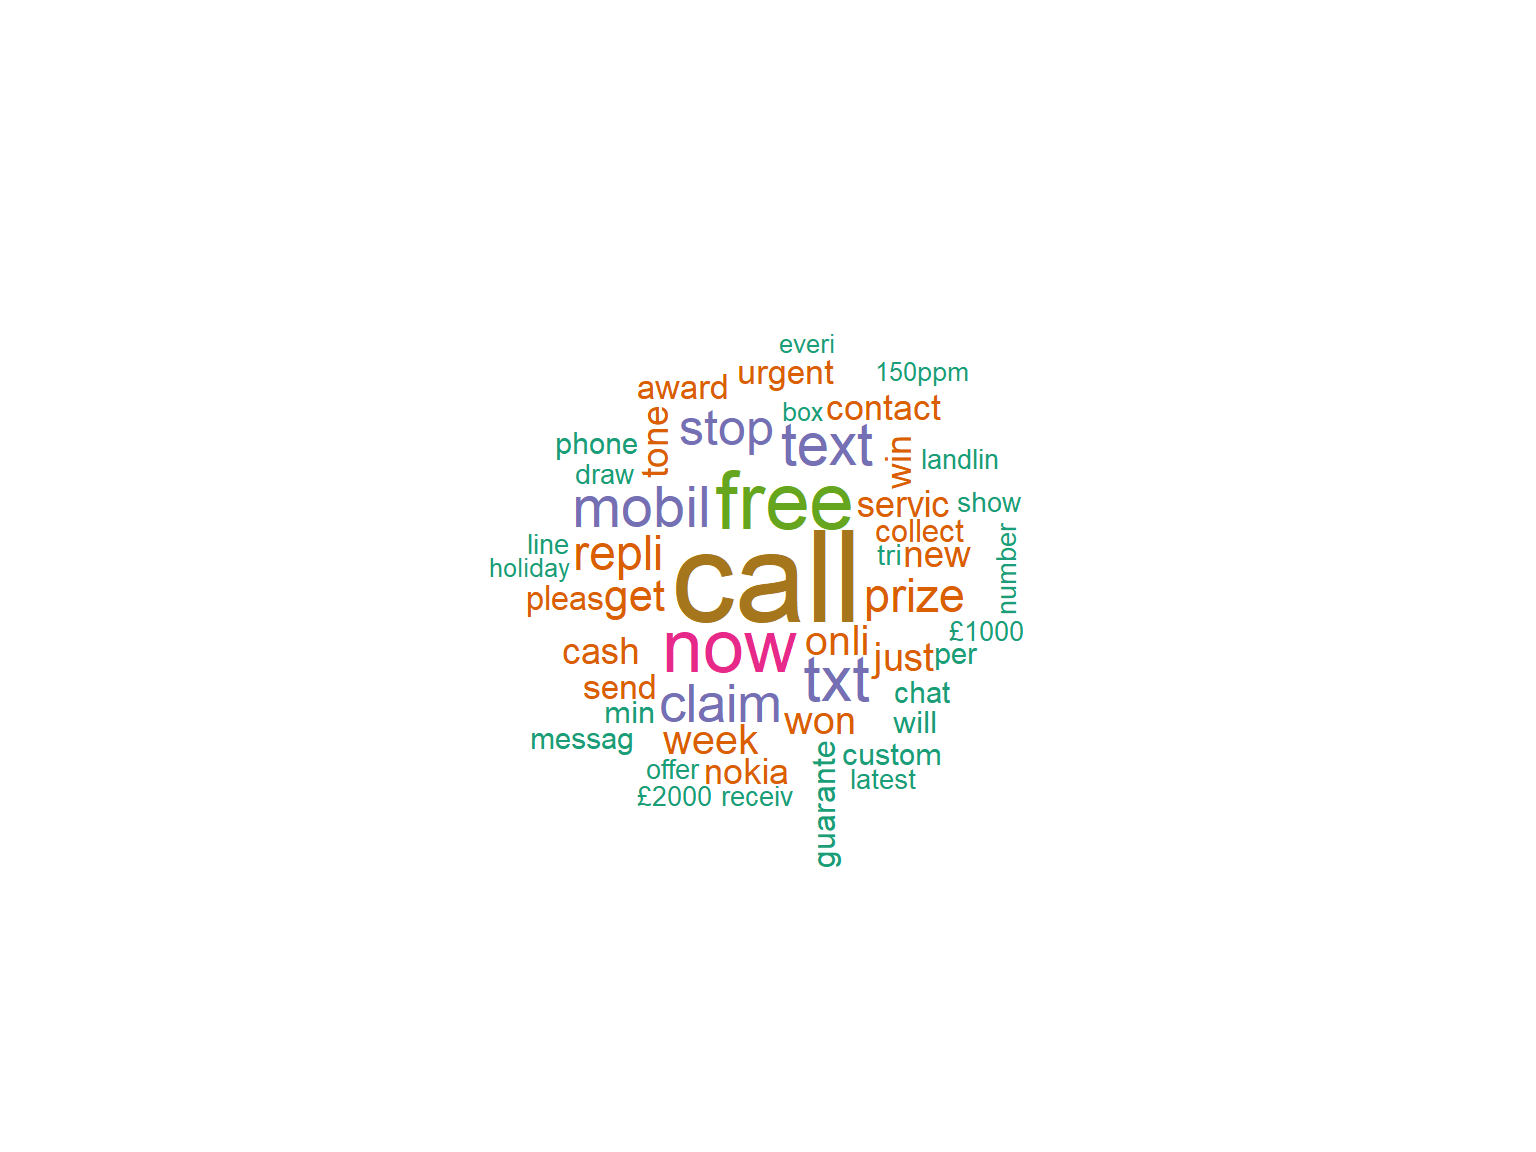 everi
urgent
150ppm
award
box
contact
tone
stop
text
phone
win
landlin
draw
mobil
free
servic
show
collect
line
repli
call
tri
new
number
holiday
pleas
get
prize
£1000
cash
now
onli
just
per
send
txt
chat
min
claim
won
will
messag
week
custom
offer
nokia
latest
£2000
receiv
guarante